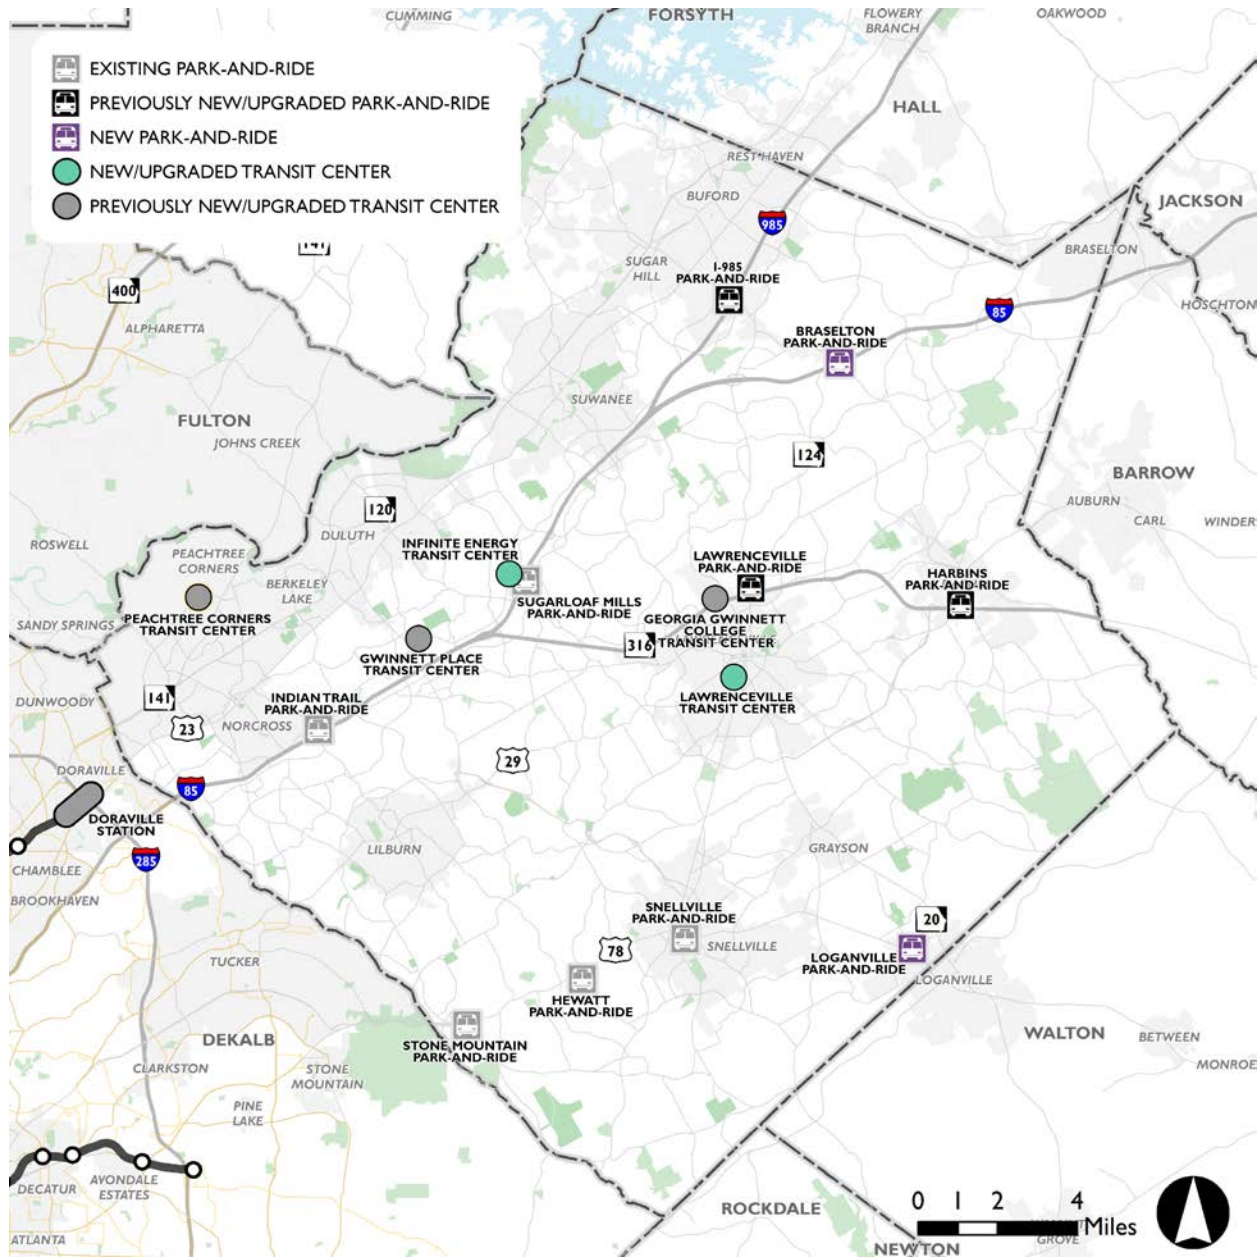 CUMMING
FORSYTH
FLOWERY
BRANCH
OAKWOOD
EXISTING PARK-AND-RIDE
PREVIOUSLY NEW/UPGRADED PARK-AND-RIDE
NEW PARK-AND-RIDE
NEW/UPGRADED TRANSIT CENTER
PREVIOUSLY NEW/UPGRADED TRANSIT CENTER
HALL
REST HAVEN
BUFORD
JACKSON
985
141
BRASELTON
SUGAR
HILL
I-985
PARK-AND-RIDE
400
HOSCHTON
85
ALPHARETTA
BRASELTON
PARK-AND-RIDE
SUWANEE
FULTON
JOHNS CREEK
124
BARROW
AUBURN
CARL
WINDER
120
DULUTH
ROSWELL
PEACHTREE
CORNERS
INFINITE ENERGY
TRANSIT CENTER
LAWRENCEVILLE
PARK-AND-RIDE
HARBINS
PARK-AND-RIDE
BERKELEY
LAKE
SUGARLOAF MILLS
PARK-AND-RIDE
PEACHTREE CORNERS
TRANSIT CENTER
SANDY SPRINGS
GEORGIA GWINNETT
COLLEGE
TRANSIT CENTER
316
GWINNETT PLACE
TRANSIT CENTER
DUNWOODY
141
INDIAN TRAIL
PARK-AND-RIDE
LAWRENCEVILLE
TRANSIT CENTER
23
NORCROSS
29
DORAVILLE
85
DORAVILLE
STATION
285
CHAMBLEE
LILBURN
GRAYSON
BROOKHAVEN
SNELLVILLE
PARK-AND-RIDE
20
SNELLVILLE
78
TUCKER
LOGANVILLE
PARK-AND-RIDE
LOGANVILLE
HEWATT
PARK-AND-RIDE
DEKALB
STONE MOUNTAIN
PARK-AND-RIDE
WALTON
BETWEEN
MONROE
CLARKSTON
STONE
MOUNTAIN
PINE
LAKE
DECATUR
AVONDALE
ESTATES
ROCKDALE
0 1 2 4
Miles
GROVE
ATLANTA
NEWTON